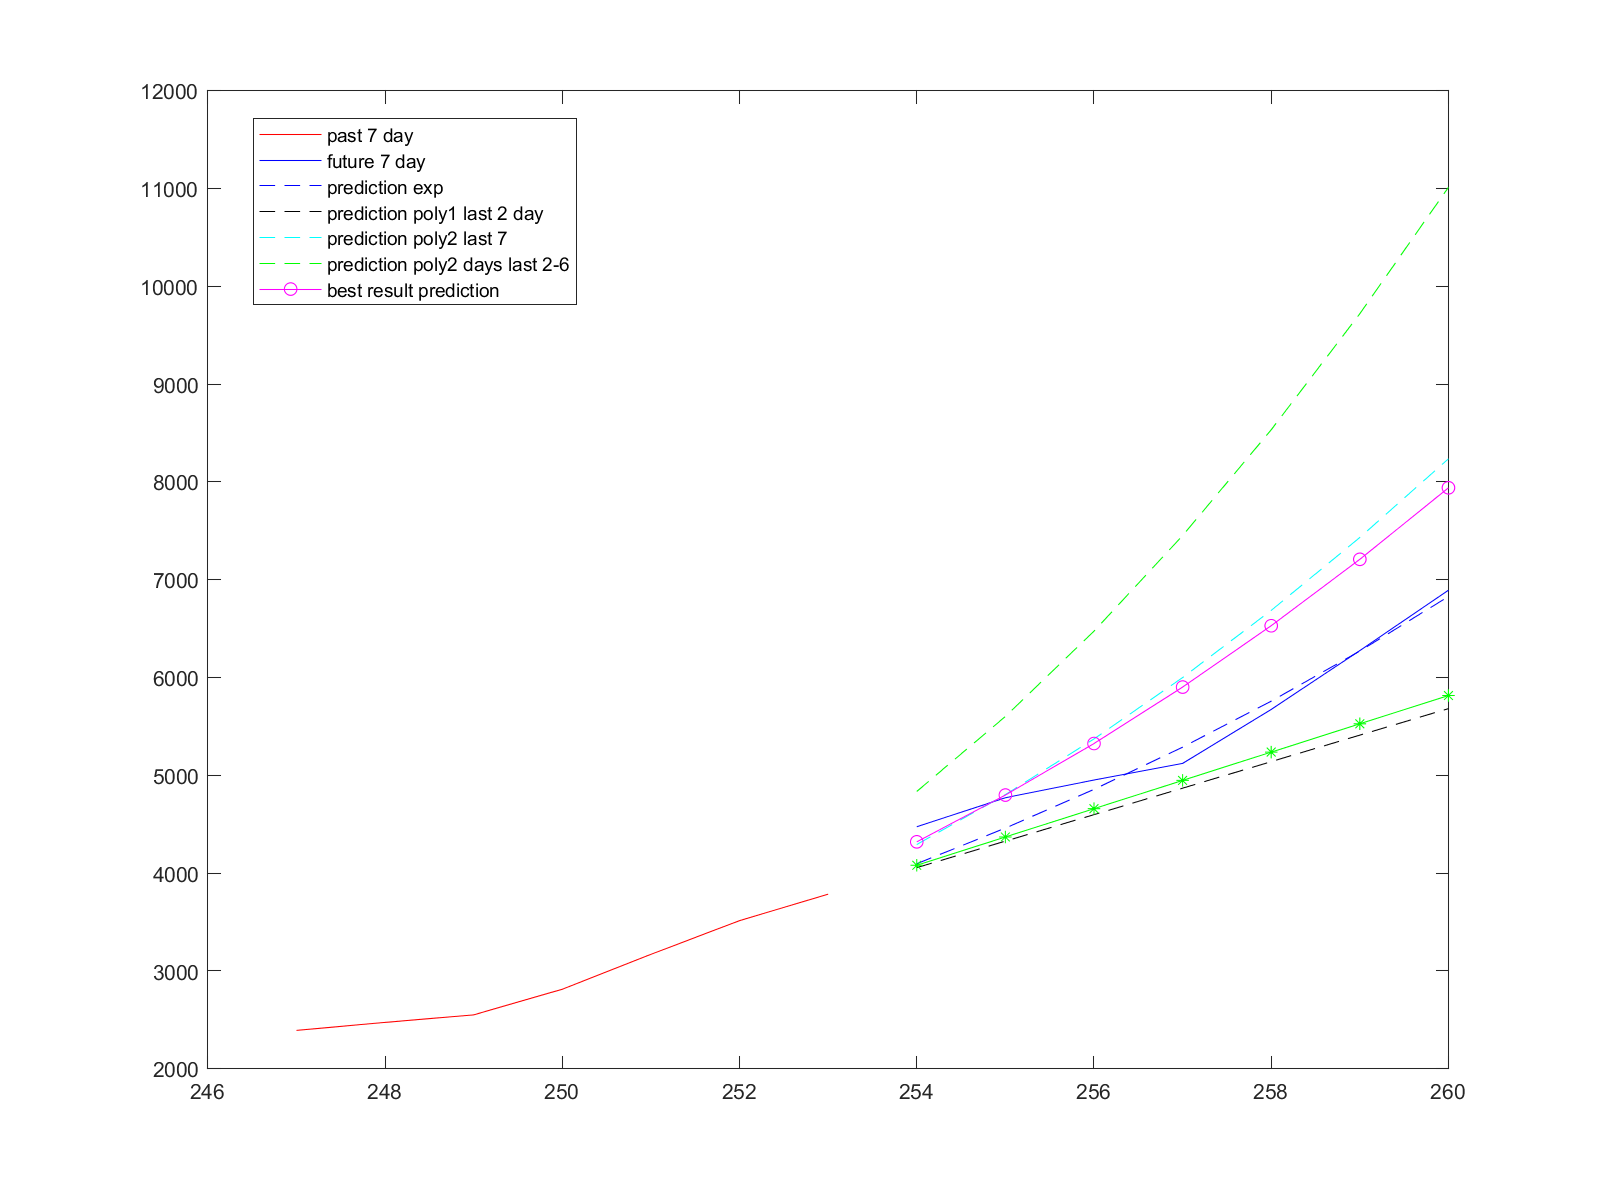 12000
11000
10000
9000
8000
7000
6000
5000
4000
3000
2000
past 7 day
future 7 day
prediction exp
prediction poly1 last 2 day
prediction poly2 last 7
prediction poly2 days last 2-6
best result prediction
246 248 250 252 254 256 258 260